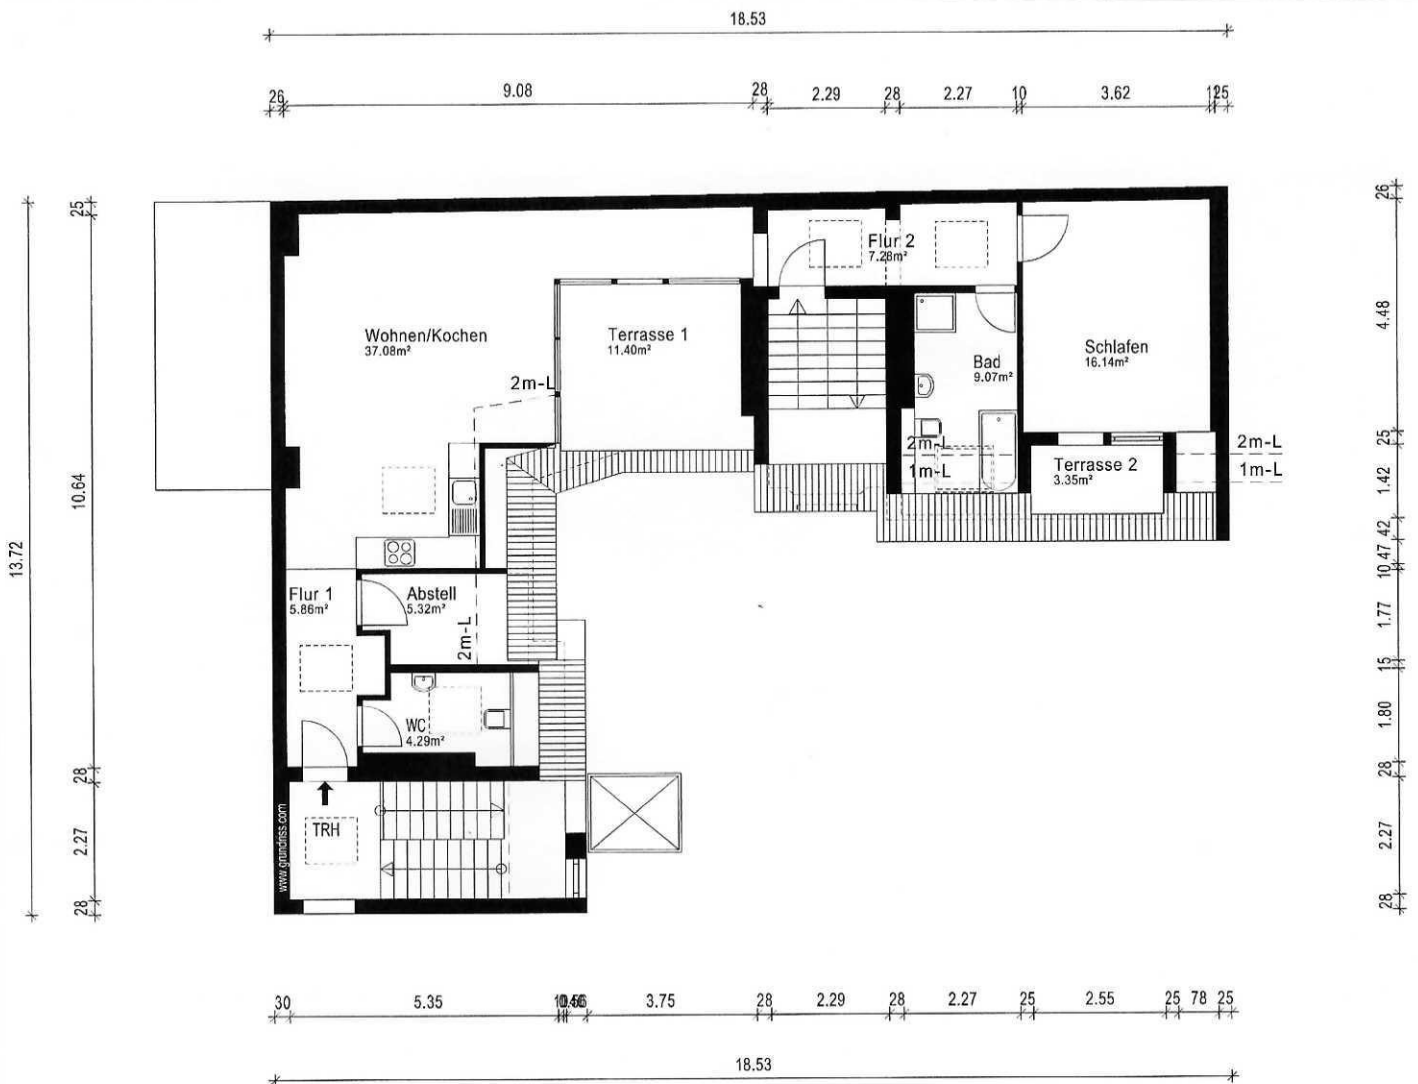 18.53
26 9.08 28 2.29 28 2.27 10 3.62 1 25
25
10.64
28
2.27
28
13.72
26
4.48
25
1.42
42
47
10
1.77
15
1.80
28
2.27
28
Flur 2
7.28m²
Wohnen/Kochen
37.08m²
Terrasse 1
11.40m²
Bad
9.07m²
Schlafen
16.14m²
2m-L
2m-L
1m-L
2m-L
1m-L
Terrasse 2
3.35m²
Flur 1
5.86m²
Abstell
5.32m²
2m-L
WC
4.29m²
TRH
www.grundriss.com
30 5.35 3.75 28 2.29 28 2.27 25 2.55 25 78 25
18.53